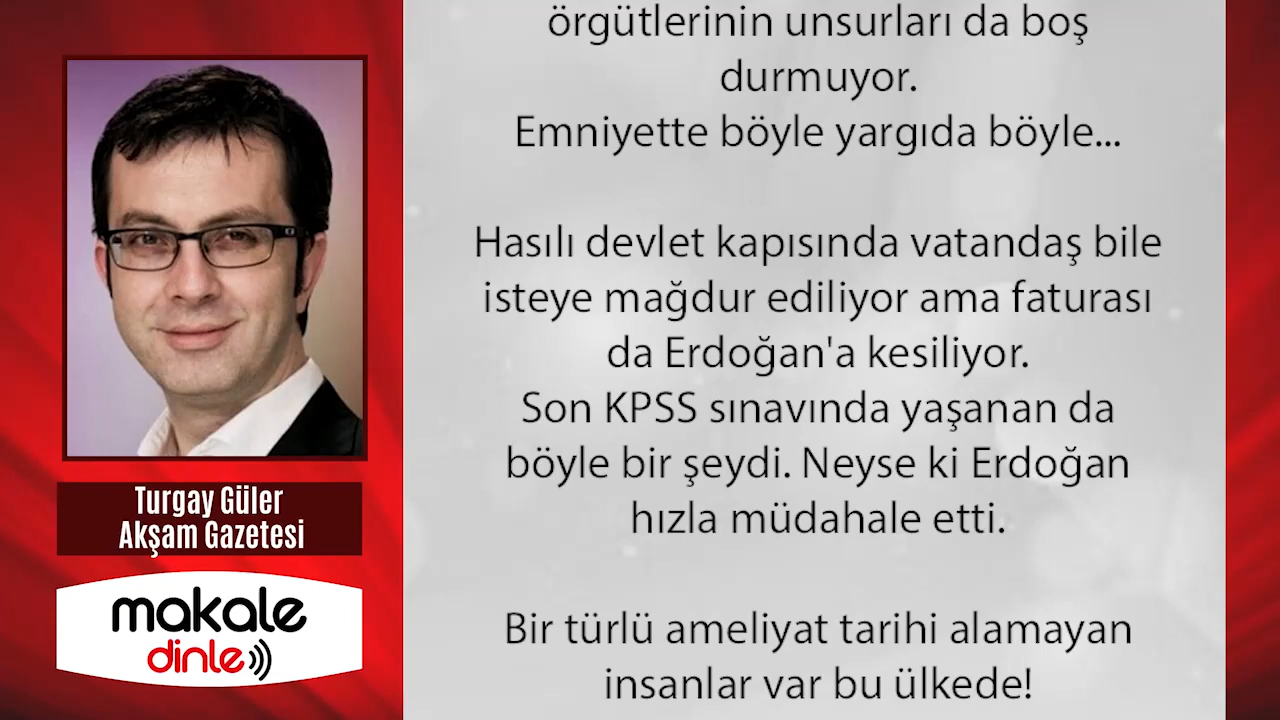 örgütlerinin unsurları da boş
durmuyor.
Emniyette böyle yargıda böyle...
Hasılı devlet kapısında vatandaş bile
isteye mağdur ediliyor ama faturası
da Erdoğan'a kesiliyor.
Son KPSS sınavında yaşanan da
böyle bir şeydi. Neyse ki Erdoğan
hızla müdahale etti.
Bir türlü ameliyat tarihi alamayan
insanlar var bu ülkede!
Turgay Güler
Akşam Gazetesi
makale
dinle